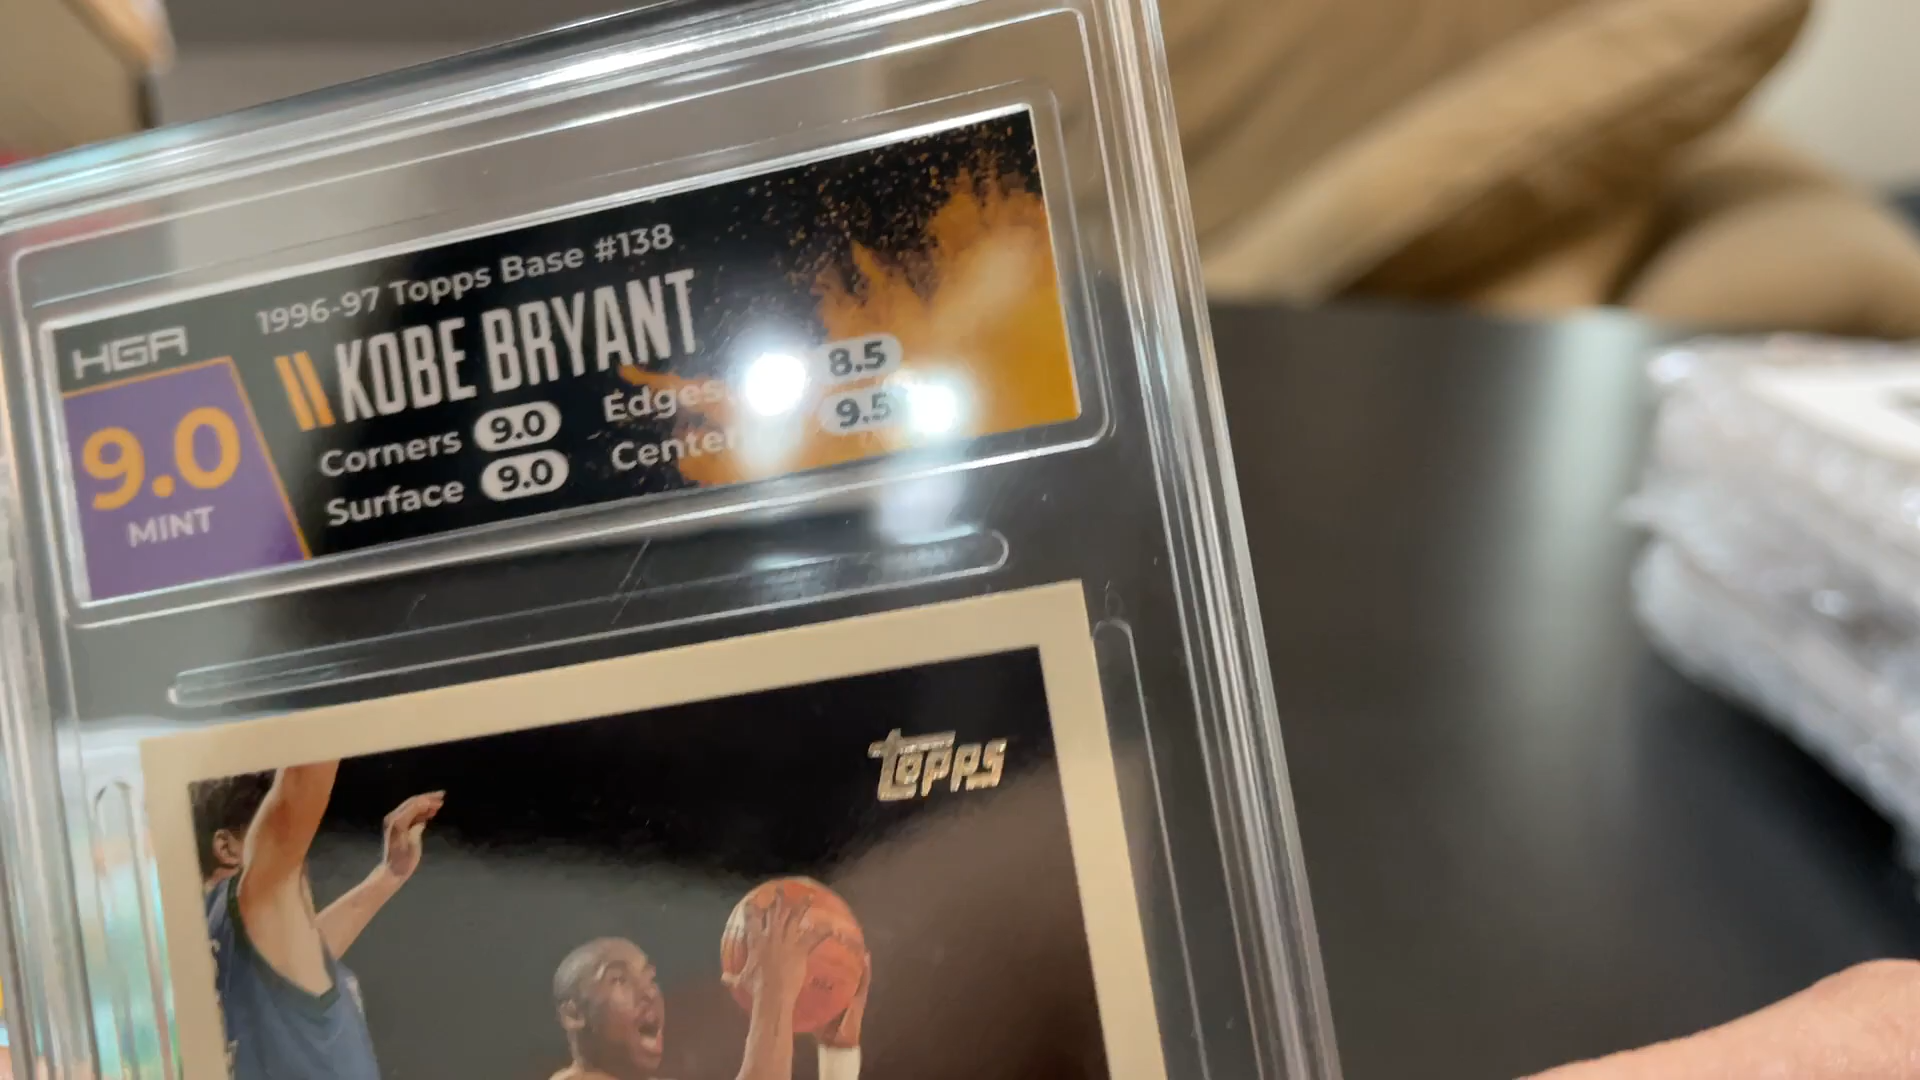 HGA
9.0
MINT
1996-97 Topps Base #138
KOBE BRYANT
Corners 9.0 Edges 8.5
Surface 9.0 Center 9.5
Topps